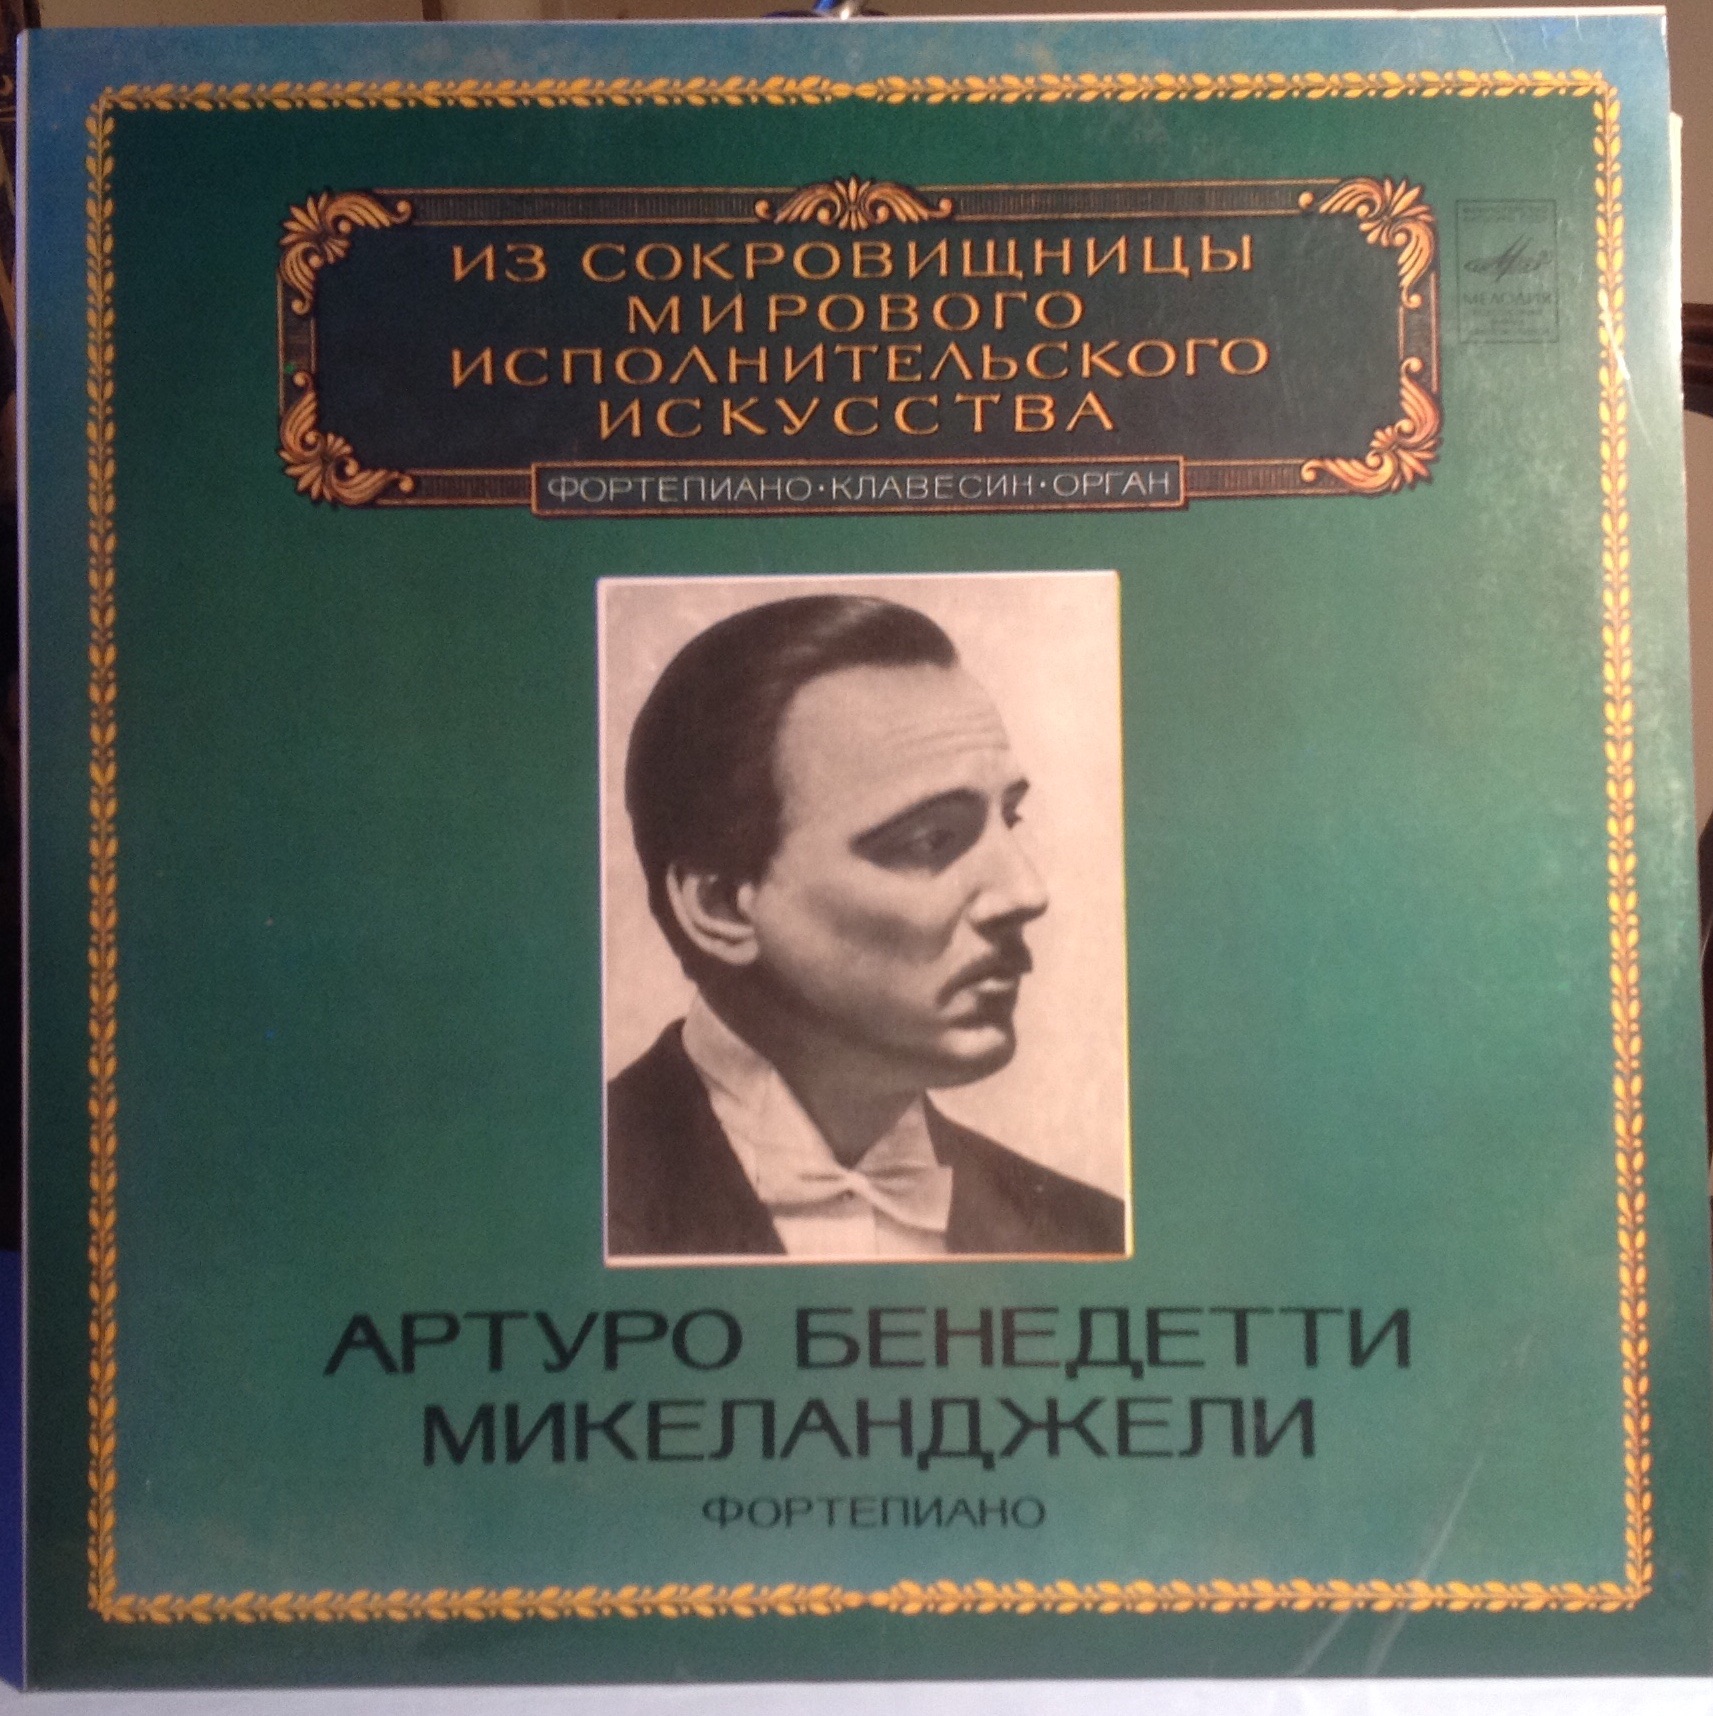 ИЗ СОКРОВИЩНИЦЫ
МИРОВОГО
ИСПОЛНИТЕЛЬСКОГО
ИСКУССТВА
ФОРТЕПИАНО·КЛАВЕСИН·ОРГАН
МЕЛОДИЯ
АРТУРО БЕНЕДЕТТИ
МИКЕЛАНДЖЕЛИ
ФОРТЕПИАНО